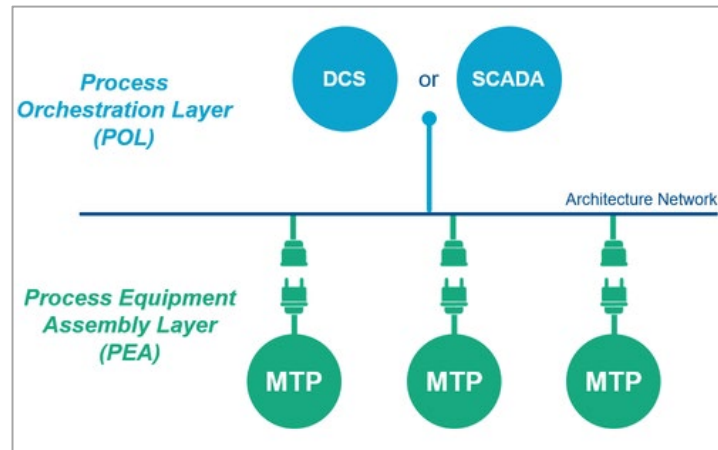 Process
Orchestration Layer
(POL)
DCS
or
SCADA
Architecture Network
Process Equipment
Assembly Layer
(PEA)
MTP
MTP
MTP